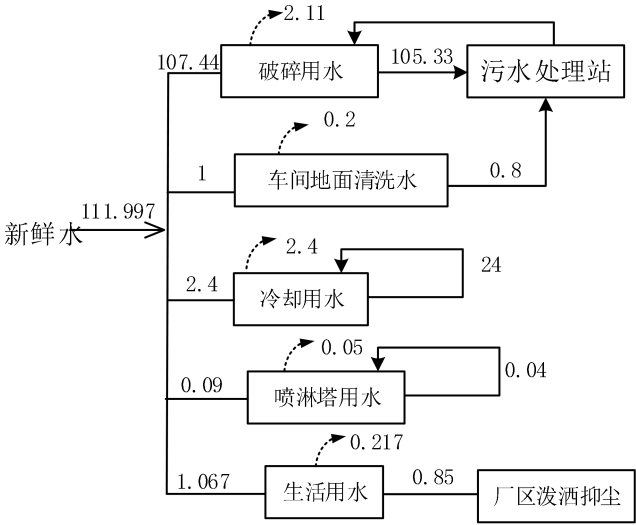 2.11
107.44
破碎用水
105.33
污水处理站
0.2
1
车间地面清洗水
0.8
新鲜水
111.997
2.4
2.4
冷却用水
24
0.05
0.09
喷淋塔用水
0.04
0.217
1.067
生活用水
0.85
厂区泼洒抑尘